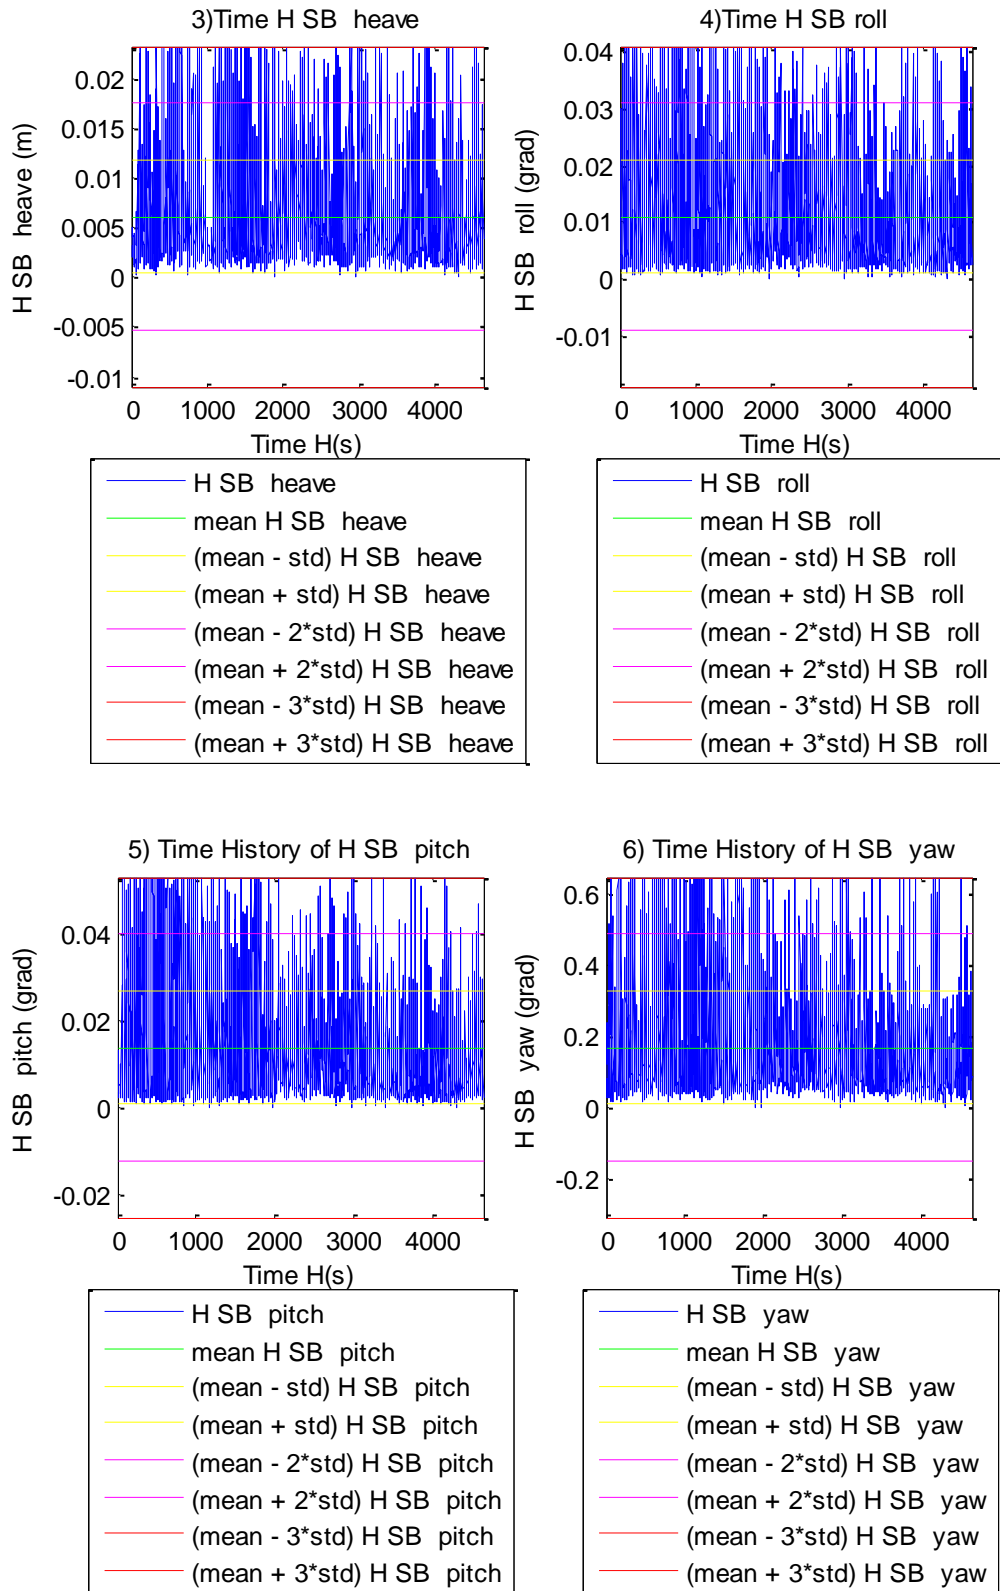 3)Time H SB heave
H SB heave (m)
0.02
0.015
0.01
0.005
0
-0.005
-0.01
0 1000 2000 3000 4000
Time H(s)
H SB heave
mean H SB heave
(mean - std) H SB heave
(mean + std) H SB heave
(mean - 2*std) H SB heave
(mean + 2*std) H SB heave
(mean - 3*std) H SB heave
(mean + 3*std) H SB heave
4)Time H SB roll
H SB roll (grad)
0.04
0.03
0.02
0.01
0
-0.01
0 1000 2000 3000 4000
Time H(s)
H SB roll
mean H SB roll
(mean - std) H SB roll
(mean + std) H SB roll
(mean - 2*std) H SB roll
(mean + 2*std) H SB roll
(mean - 3*std) H SB roll
(mean + 3*std) H SB roll
5) Time History of H SB pitch
H SB pitch (grad)
0.04
0.02
0
-0.02
0 1000 2000 3000 4000
Time H(s)
H SB pitch
mean H SB pitch
(mean - std) H SB pitch
(mean + std) H SB pitch
(mean - 2*std) H SB pitch
(mean + 2*std) H SB pitch
(mean - 3*std) H SB pitch
(mean + 3*std) H SB pitch
6) Time History of H SB yaw
H SB yaw (grad)
0.6
0.4
0.2
0
-0.2
0 1000 2000 3000 4000
Time H(s)
H SB yaw
mean H SB yaw
(mean - std) H SB yaw
(mean + std) H SB yaw
(mean - 2*std) H SB yaw
(mean + 2*std) H SB yaw
(mean - 3*std) H SB yaw
(mean + 3*std) H SB yaw